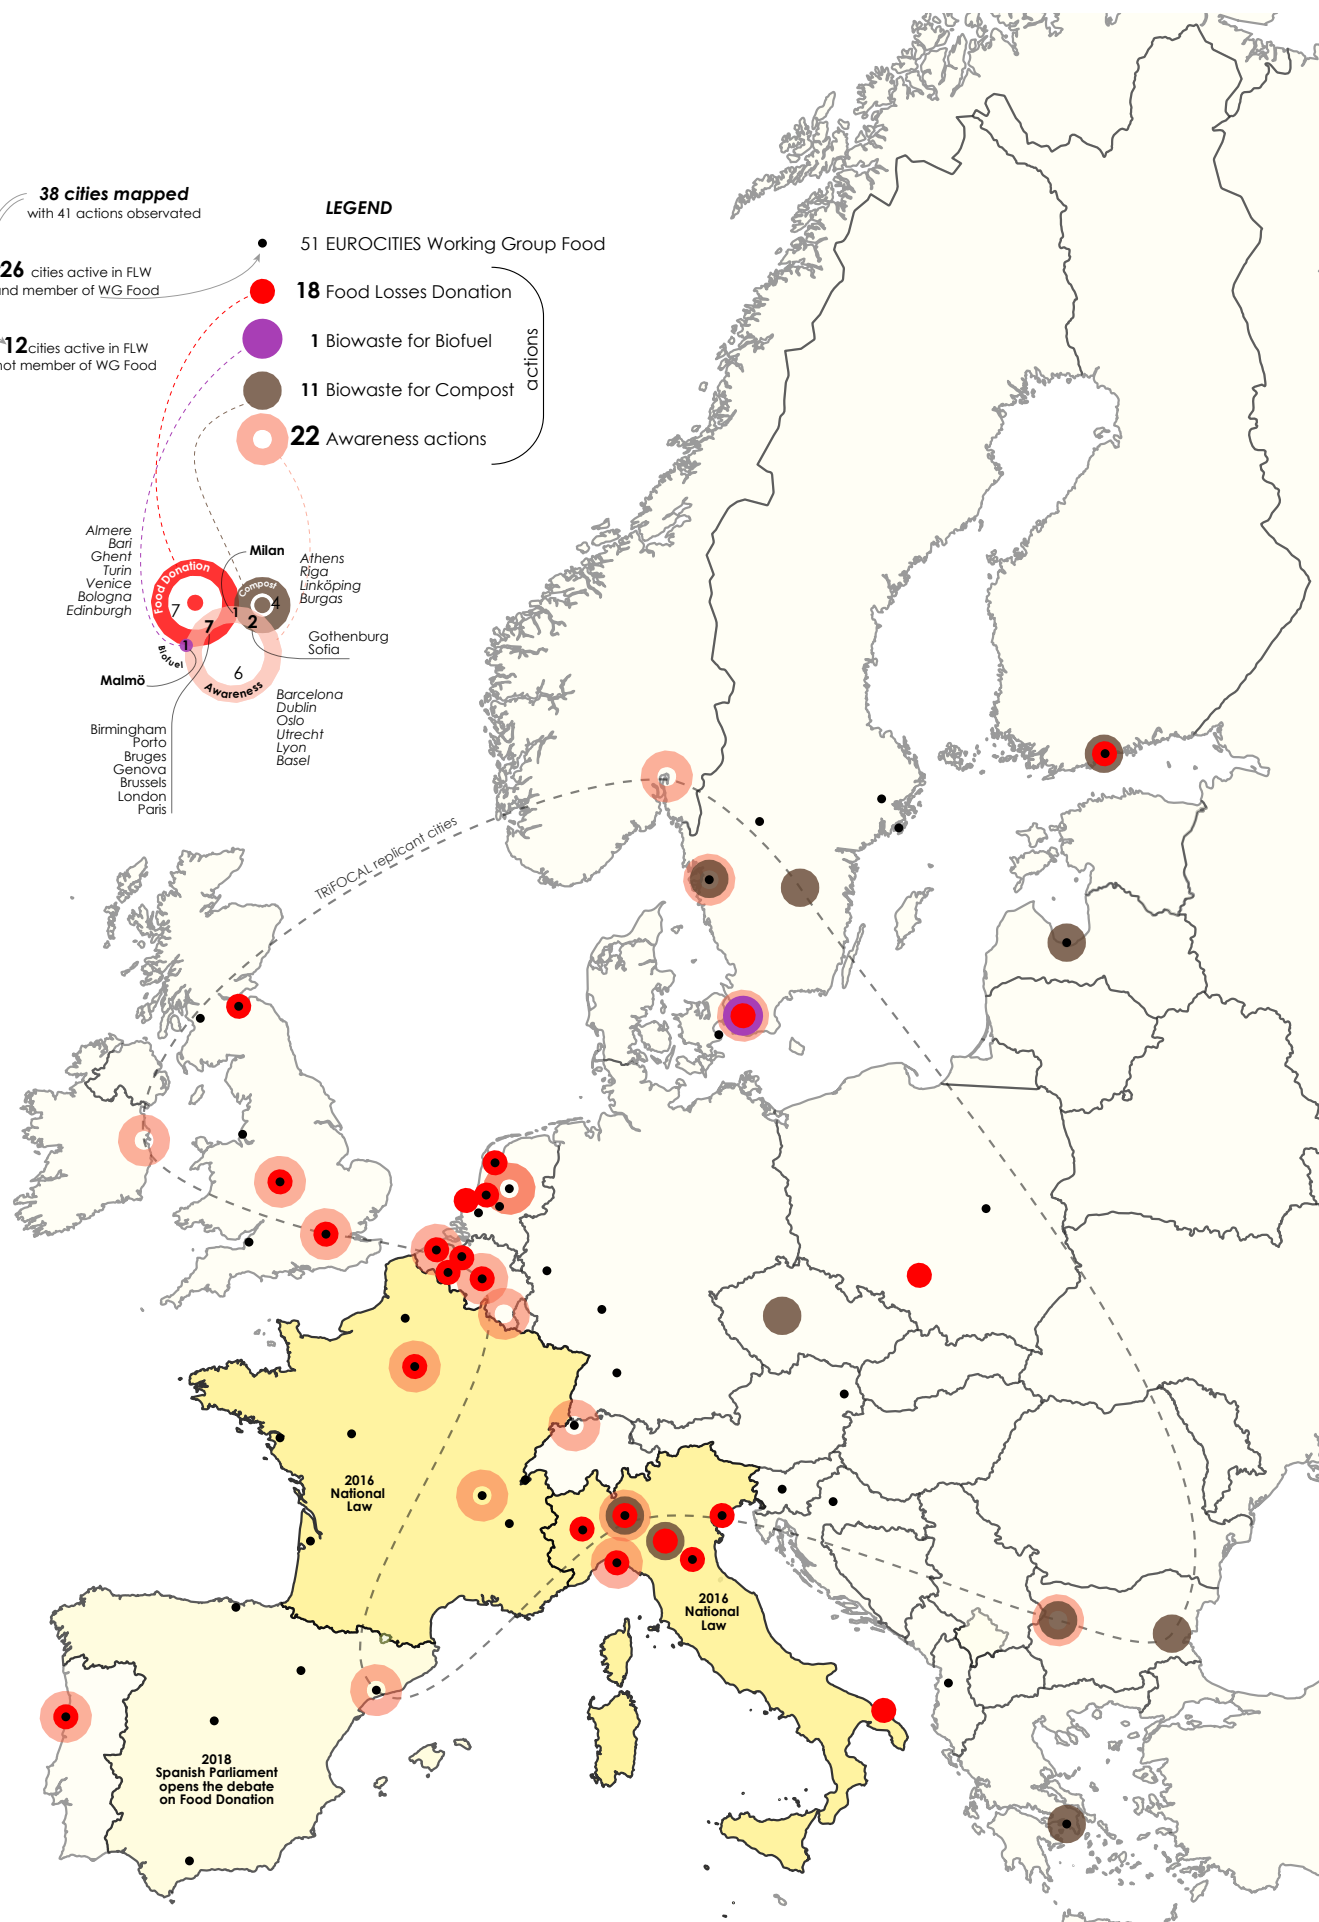 38 cities mapped
with 41 actions observed
26 cities active in FLW
and member of WG Food
12 cities active in FLW
not member of WG Food
LEGEND
51 EUROCITIES Working Group Food
18 Food Losses Donation
1 Biowaste for Biofuel
11 Biowaste for Compost
22 Awareness actions
actions
Almere
Bari
Ghent
Turin
Venice
Bologna
Edinburgh
Milan
Athens
Riga
Linköping
Burgas
Food Donation
7
Compost
4
1
2
7
1
Biofuel
6
Awareness
Gothenburg
Sofia
Malmö
Barcelona
Dublin
Oslo
Utrecht
Lyon
Basel
Birmingham
Porto
Bruges
Genova
Brussels
London
Paris
TRiFOCAL replicant cities
2016
National
Law
2016
National
Law
2018
Spanish Parliament
opens the debate
on Food Donation